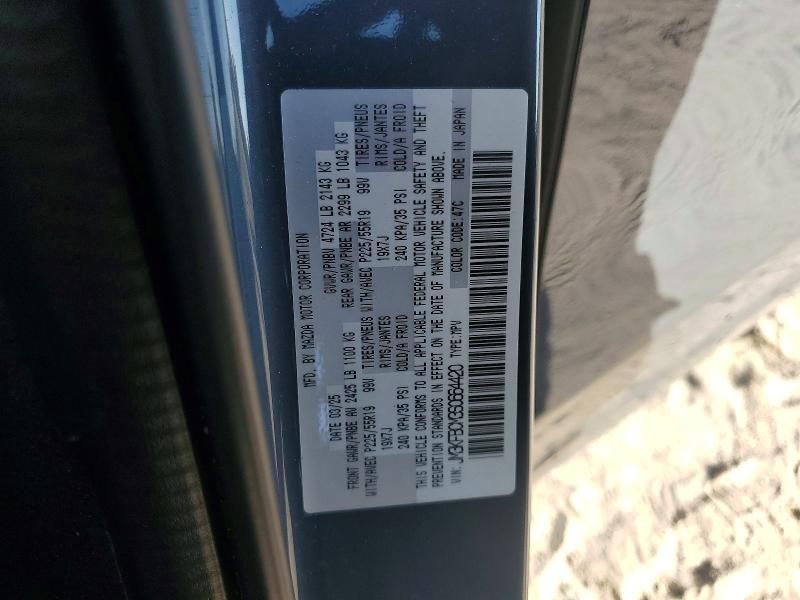 MFD. BY MAZDA MOTOR CORPORATION
DATE 03/25 GVWR/PNBV 4724 LB 2143 KG
FRONT GAWR/PNBE AV 2425 LB 1100 KG REAR GAWR/PNBE AR 2299 LB 1043 KG
WITH/AVEC P225/55R19 99V TIRES/PNEUS WITH/AVEC P225/55R19 99V TIRES/PNEUS
19X7J RIMS/JANTES 19X7J RIMS/JANTES
240 KPA/35 PSI COLD/A FROID 240 KPA/35 PSI COLD/A FROID
THIS VEHICLE CONFORMS TO ALL APPLICABLE FEDERAL MOTOR VEHICLE SAFETY AND THEFT
PREVENTION STANDARDS IN EFFECT ON THE DATE OF MANUFACTURE SHOWN ABOVE.
VIN: TYPE:MPV COLOR CODE:47C MADE IN JAPAN